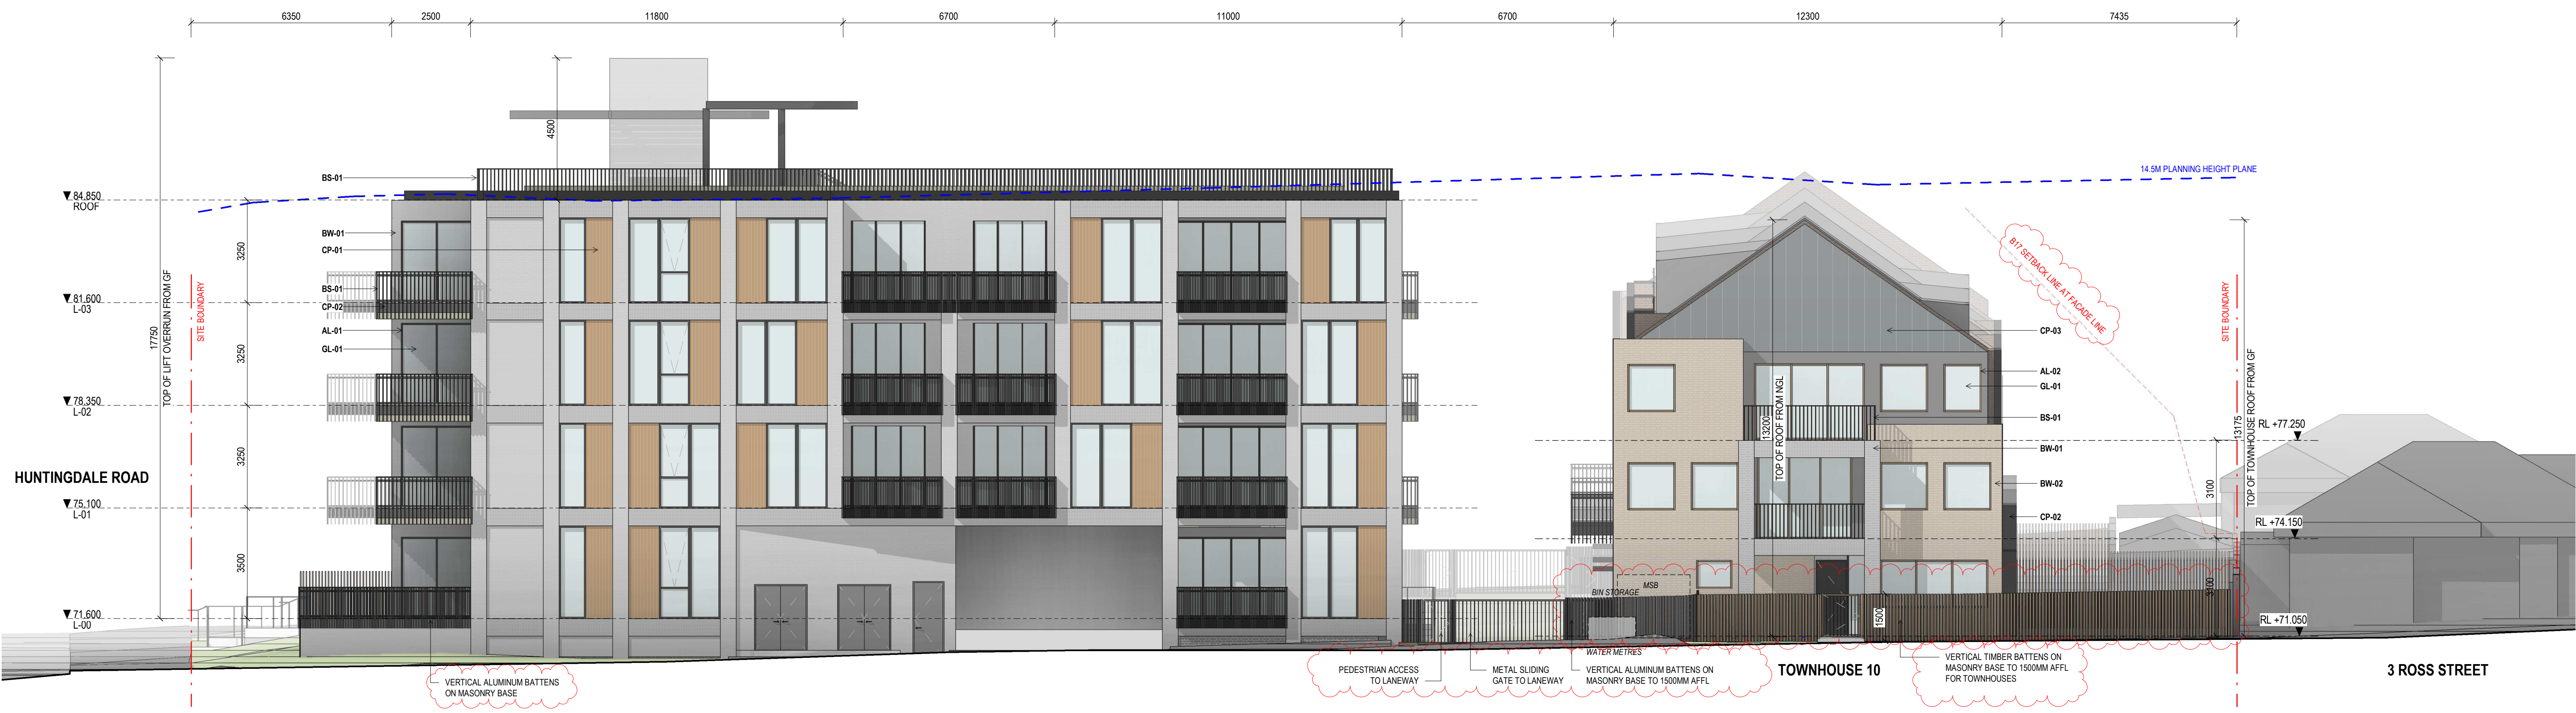 6350
2500
11800
6700
11000
6700
12300
7435
4500
14.5M PLANNING HEIGHT PLANE
BS-01
84,850
ROOF
BW-01
CP-01
3250
17750
TOP OF LIFT OVERRUN FROM GF
SITE BOUNDARY
BS-01
81,600
L-03
CP-02
AL-01
GL-01
3250
78,350
L-02
3250
HUNTINGDALE ROAD
75,100
L-01
3500
71,600
L-00
VERTICAL ALUMINUM BATTENS
ON MASONRY BASE
B17 SETBACK LINE AT FACADE LINE
SITE BOUNDARY
CP-03
AL-02
GL-01
BS-01
BW-01
BW-02
CP-02
13200
TOP OF ROOF FROM NGL
13175
TOP OF TOWNHOUSE ROOF FROM GF
RL +77.250
3100
RL +74.150
3100
RL +71.050
MSB
BIN STORAGE
1500
WATER METRES
PEDESTRIAN ACCESS
TO LANEWAY
METAL SLIDING
GATE TO LANEWAY
VERTICAL ALUMINUM BATTENS ON
MASONRY BASE TO 1500MM AFFL
TOWNHOUSE 10
VERTICAL TIMBER BATTENS ON
MASONRY BASE TO 1500MM AFFL
FOR TOWNHOUSES
3 ROSS STREET